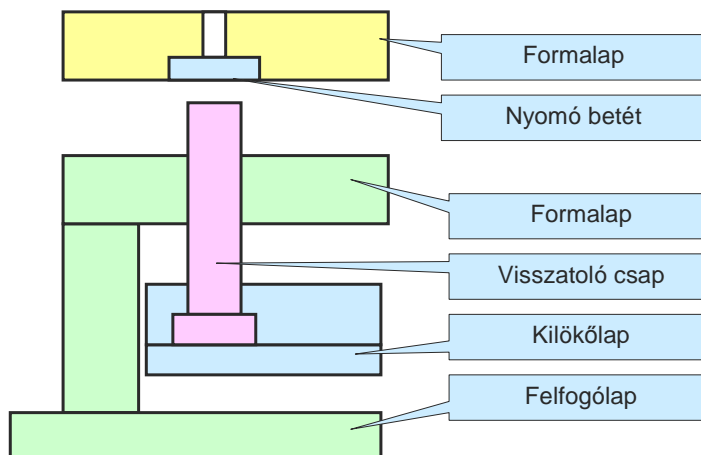 Formalap
Nyomó betét
Formalap
Visszatoló csap
Kilökőlap
Felfogólap